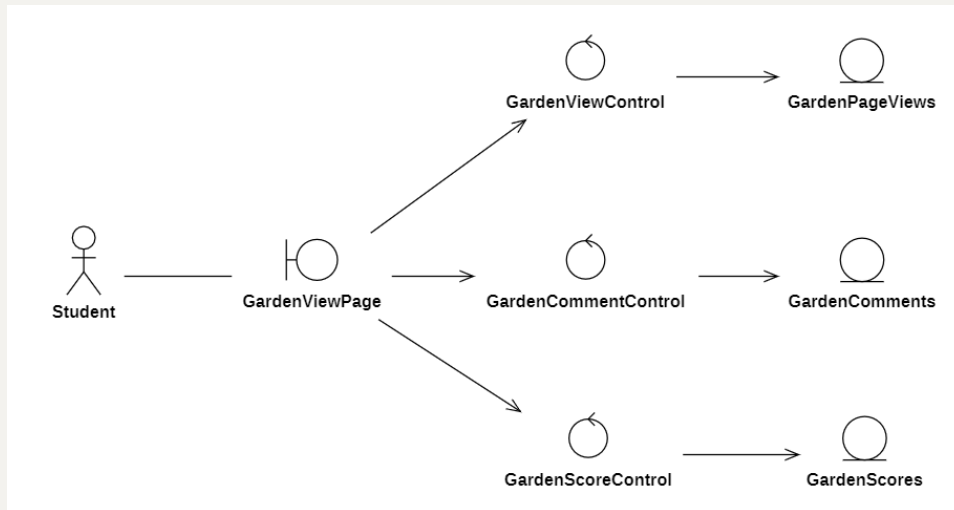 GardenViewControl
GardenPageViews
Student
GardenViewPage
GardenCommentControl
GardenComments
GardenScoreControl
GardenScores